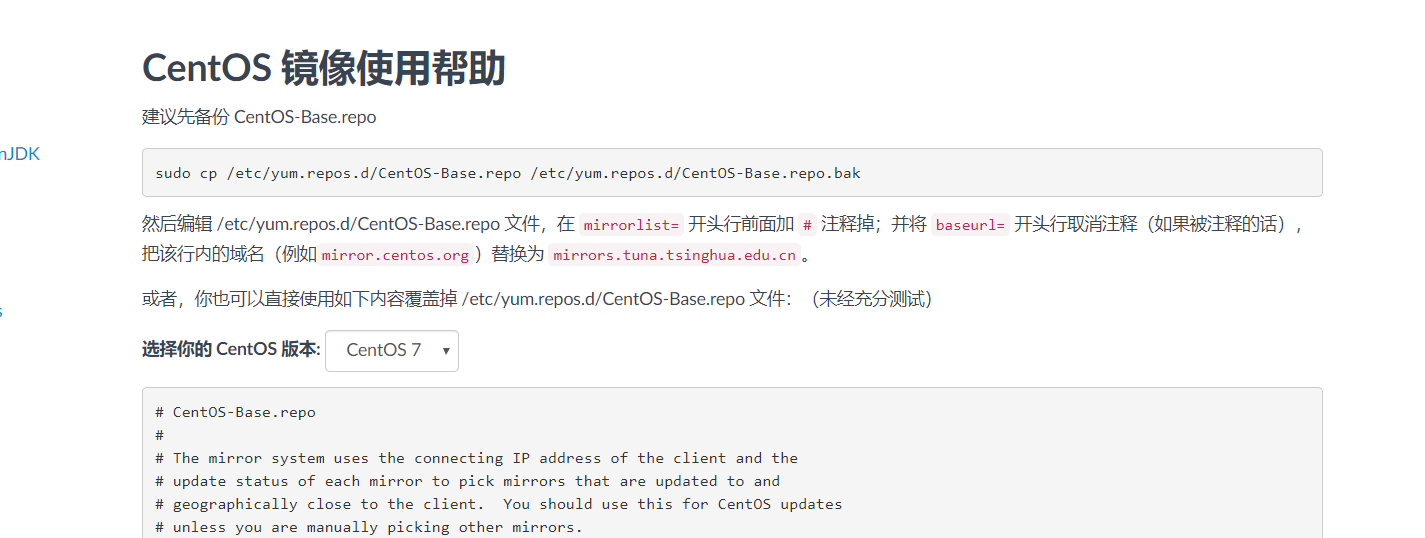 CentOS 镜像使用帮助
建议先备份 CentOS-Base.repo
nJDK
sudo cp /etc/yum.repos.d/CentOS-Base.repo /etc/yum.repos.d/CentOS-Base.repo.bak
然后编辑 /etc/yum.repos.d/CentOS-Base.repo 文件，在 mirrorlist= 开头行前面加 # 注释掉；并将 baseurl= 开头行取消注释（如果被注释的话），
把该行内的域名（例如 mirror.centos.org ）替换为 mirrors.tuna.tsinghua.edu.cn 。
或者，你也可以直接使用如下内容覆盖掉 /etc/yum.repos.d/CentOS-Base.repo 文件：（未经充分测试）
s
选择你的 CentOS 版本: CentOS 7
# CentOS-Base.repo
#
# The mirror system uses the connecting IP address of the client and the
# update status of each mirror to pick mirrors that are updated to and
# geographically close to the client.  You should use this for CentOS updates
# unless you are manually picking other mirrors.